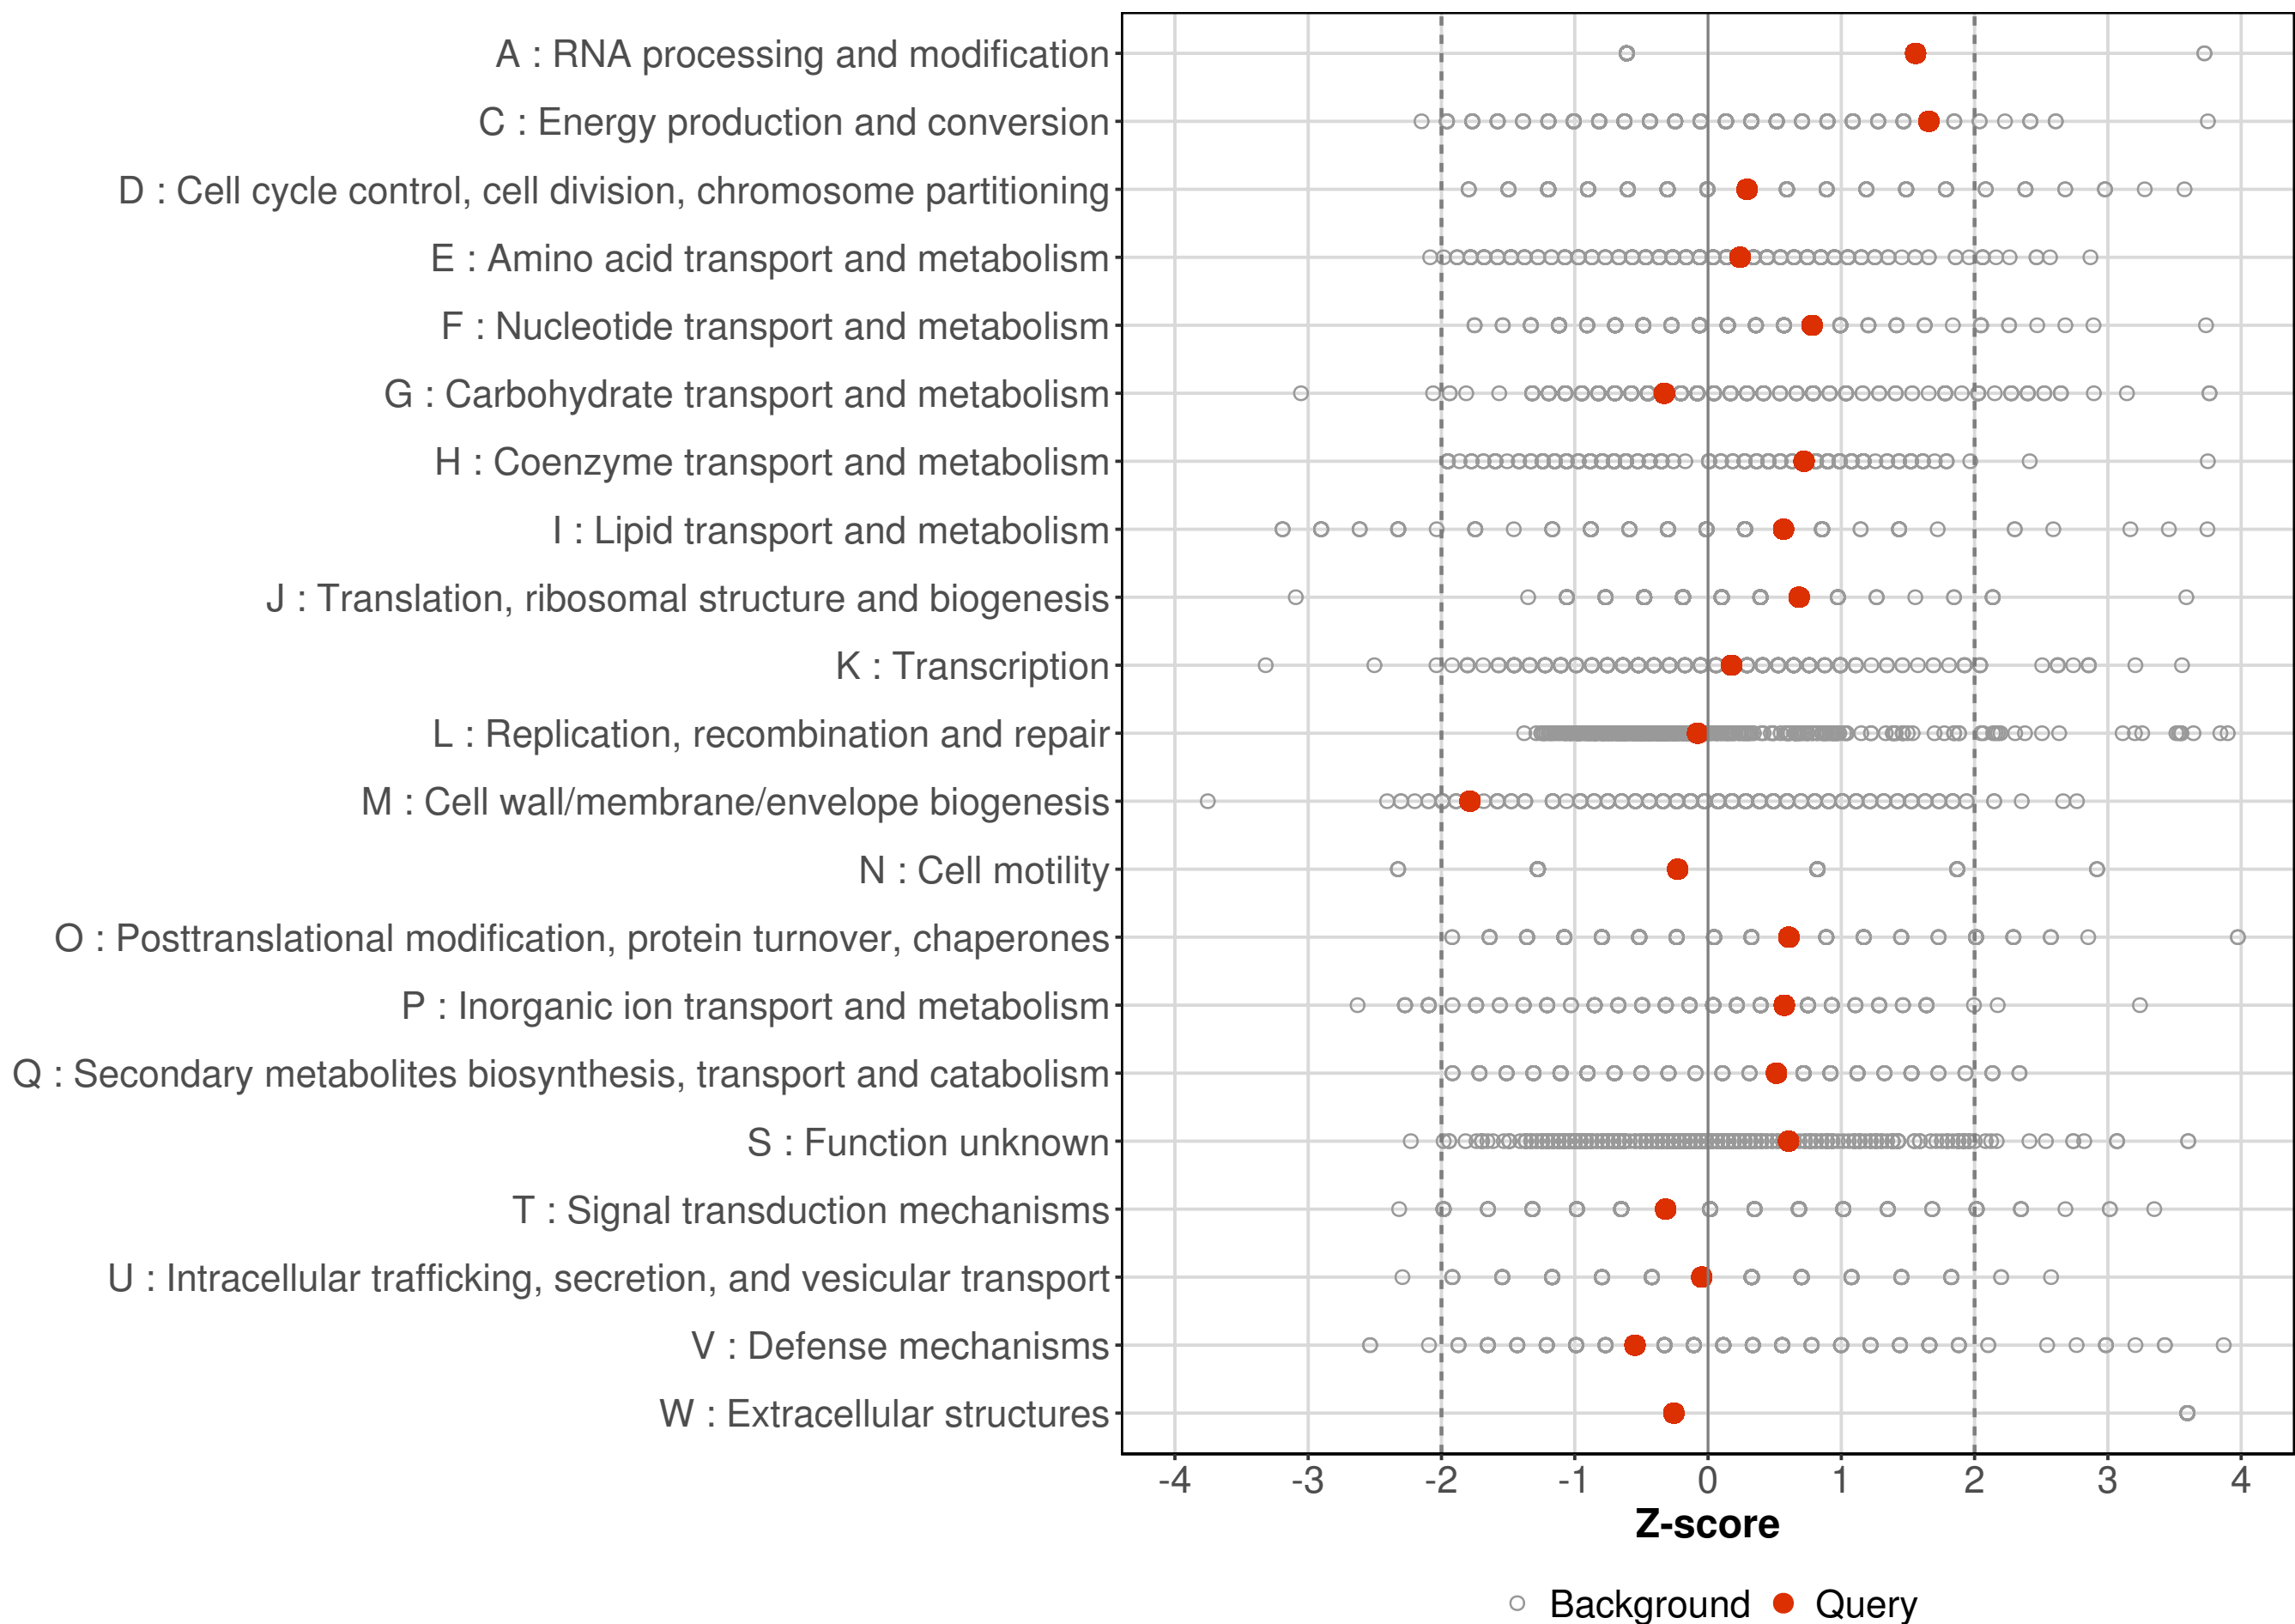 A : RNA processing and modification
C : Energy production and conversion
D : Cell cycle control, cell division, chromosome partitioning
E : Amino acid transport and metabolism
F : Nucleotide transport and metabolism
G : Carbohydrate transport and metabolism
H : Coenzyme transport and metabolism
I : Lipid transport and metabolism
J : Translation, ribosomal structure and biogenesis
K : Transcription
L : Replication, recombination and repair
M : Cell wall/membrane/envelope biogenesis
N : Cell motility
O : Posttranslational modification, protein turnover, chaperones
P : Inorganic ion transport and metabolism
Q : Secondary metabolites biosynthesis, transport and catabolism
S : Function unknown
T : Signal transduction mechanisms
U : Intracellular trafficking, secretion, and vesicular transport
V : Defense mechanisms
W : Extracellular structures
-4 -3 -2 -1 0 1 2 3 4
Z-score
Background Query